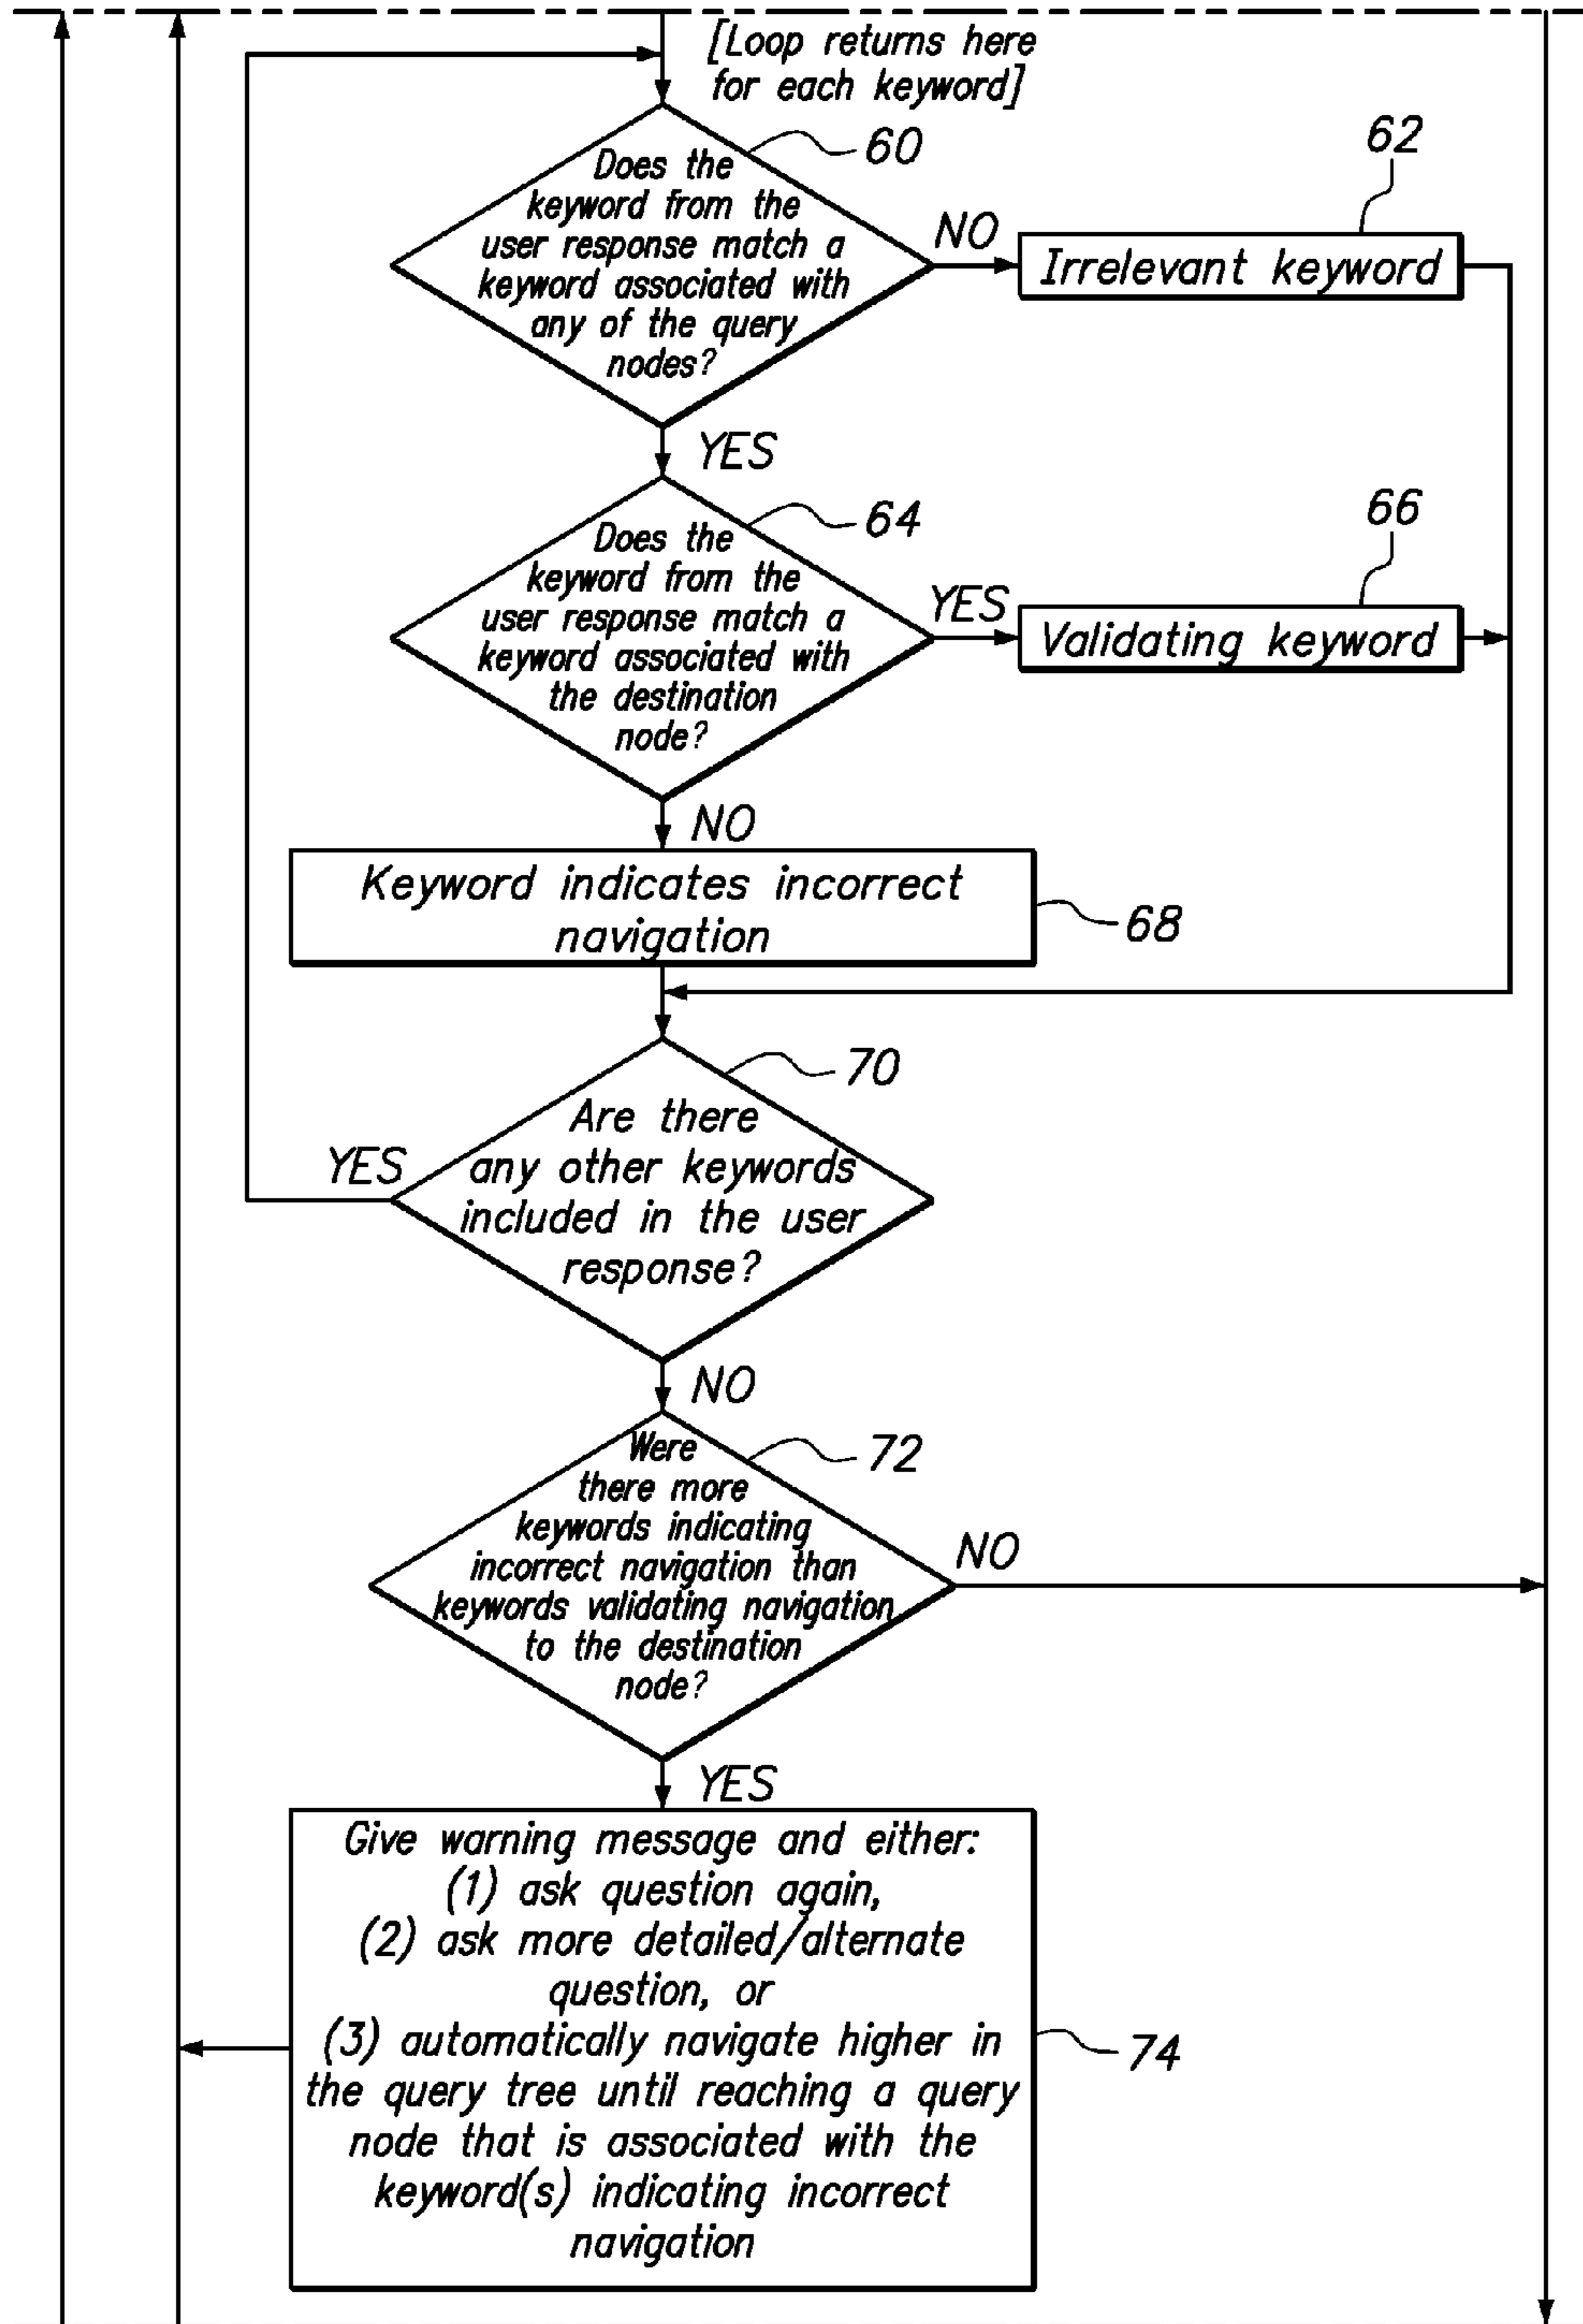 [Loop returns here
for each keyword]
60
Does the
keyword from the
user response match a
keyword associated with
any of the query
nodes?
NO
62
Irrelevant keyword
YES
64
Does the
keyword from the
user response match a
keyword associated with
the destination
node?
YES
66
Validating keyword
NO
Keyword indicates incorrect
navigation
68
70
Are there
any other keywords
included in the user
response?
YES
NO
72
Were
there more
keywords indicating
incorrect navigation than
keywords validating navigation
to the destination
node?
NO
YES
Give warning message and either:
(1) ask question again,
(2) ask more detailed/alternate
question, or
(3) automatically navigate higher in
the query tree until reaching a query
node that is associated with the
keyword(s) indicating incorrect
navigation
74